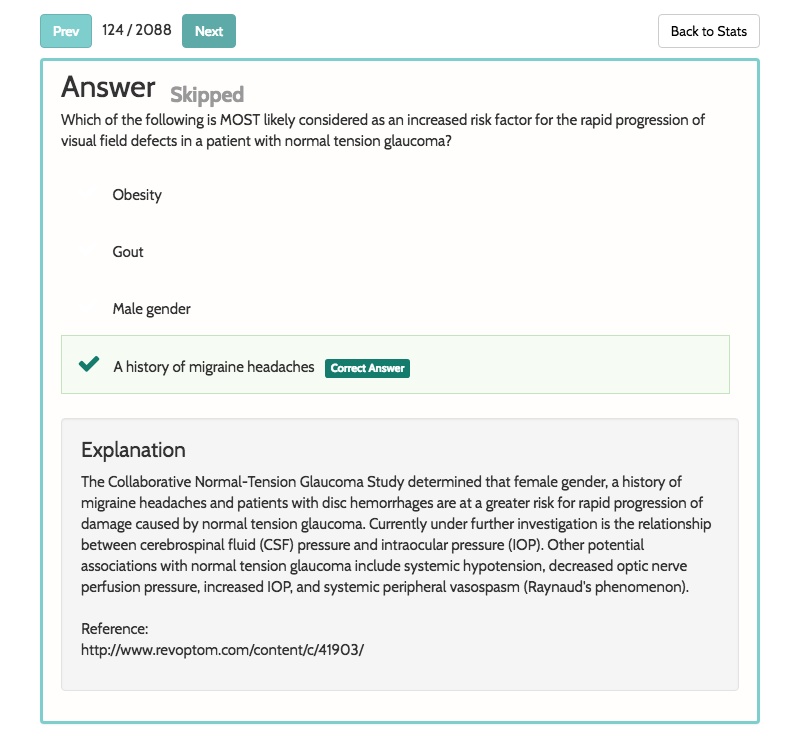 Prev 124 / 2088 Next Back to Stats
Answer Skipped
Which of the following is MOST likely considered as an increased risk factor for the rapid progression of
visual field defects in a patient with normal tension glaucoma?
Obesity
Gout
Male gender
A history of migraine headaches Correct Answer
Explanation
The Collaborative Normal-Tension Glaucoma Study determined that female gender, a history of
migraine headaches and patients with disc hemorrhages are at a greater risk for rapid progression of
damage caused by normal tension glaucoma. Currently under further investigation is the relationship
between cerebrospinal fluid (CSF) pressure and intraocular pressure (IOP). Other potential
associations with normal tension glaucoma include systemic hypotension, decreased optic nerve
perfusion pressure, increased IOP, and systemic peripheral vasospasm (Raynaud's phenomenon).
Reference:
http://www.revoptom.com/content/c/41903/